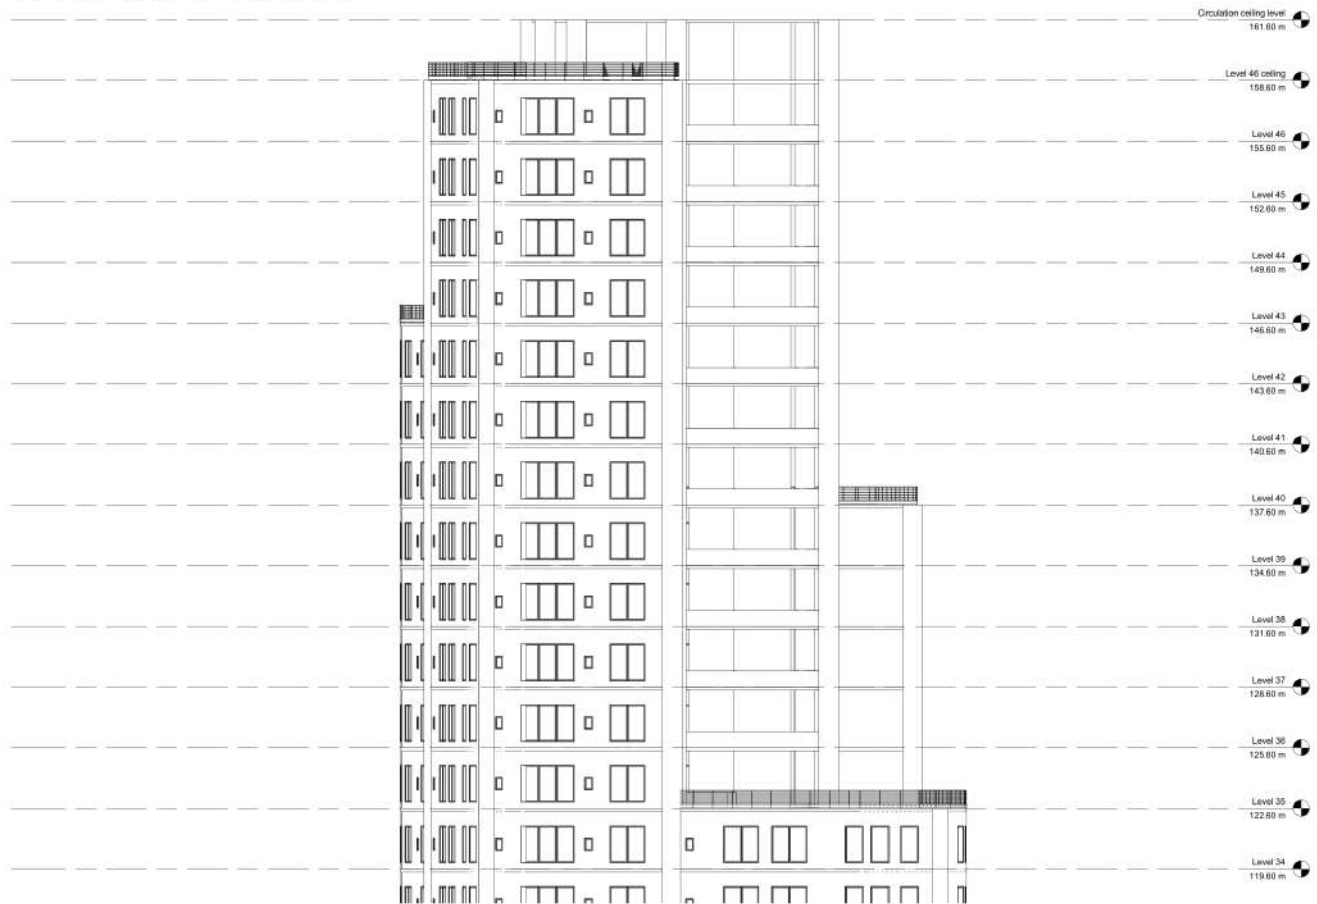 Circulation ceiling level
161.60 m
Level 46 ceiling
158.60 m
Level 46
155.60 m
Level 45
152.60 m
Level 44
149.60 m
Level 43
146.60 m
Level 42
143.60 m
Level 41
140.60 m
Level 40
137.60 m
Level 39
134.60 m
Level 38
131.60 m
Level 37
128.60 m
Level 36
125.60 m
Level 35
122.60 m
Level 34
119.60 m